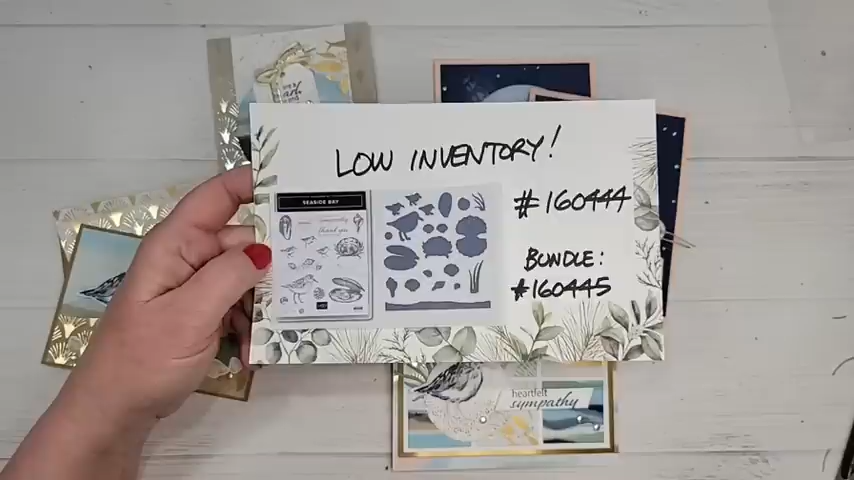 LOW INVENTORY!
SEASIDE BAY
#160444
thank you
BUNDLE:
#160445
heartfelt
sympathy